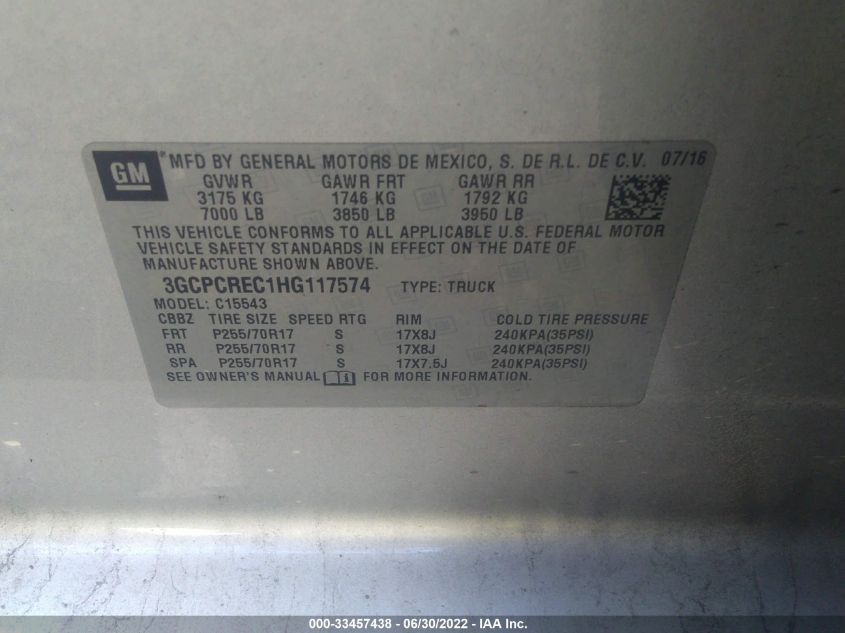 GM MFD BY GENERAL MOTORS DE MEXICO, S. DE R.L. DE C.V. 07/16
GVWR GAWR FRT GAWR RR
3175 KG 1746 KG 1792 KG
7000 LB 3850 LB 3950 LB
THIS VEHICLE CONFORMS TO ALL APPLICABLE U.S. FEDERAL MOTOR
VEHICLE SAFETY STANDARDS IN EFFECT ON THE DATE OF
MANUFACTURE SHOWN ABOVE.
3GCPCREC1HG117574 TYPE: TRUCK
MODEL: C15543
CBBZ TIRE SIZE SPEED RTG RIM COLD TIRE PRESSURE
FRT P255/70R17 S 17X8J 240KPA(35PSI)
RR P255/70R17 S 17X8J 240KPA(35PSI)
SPA P255/70R17 S 17X7.5J 240KPA(35PSI)
SEE OWNER'S MANUAL FOR MORE INFORMATION.
000-33457438 - 06/30/2022 - IAA Inc.